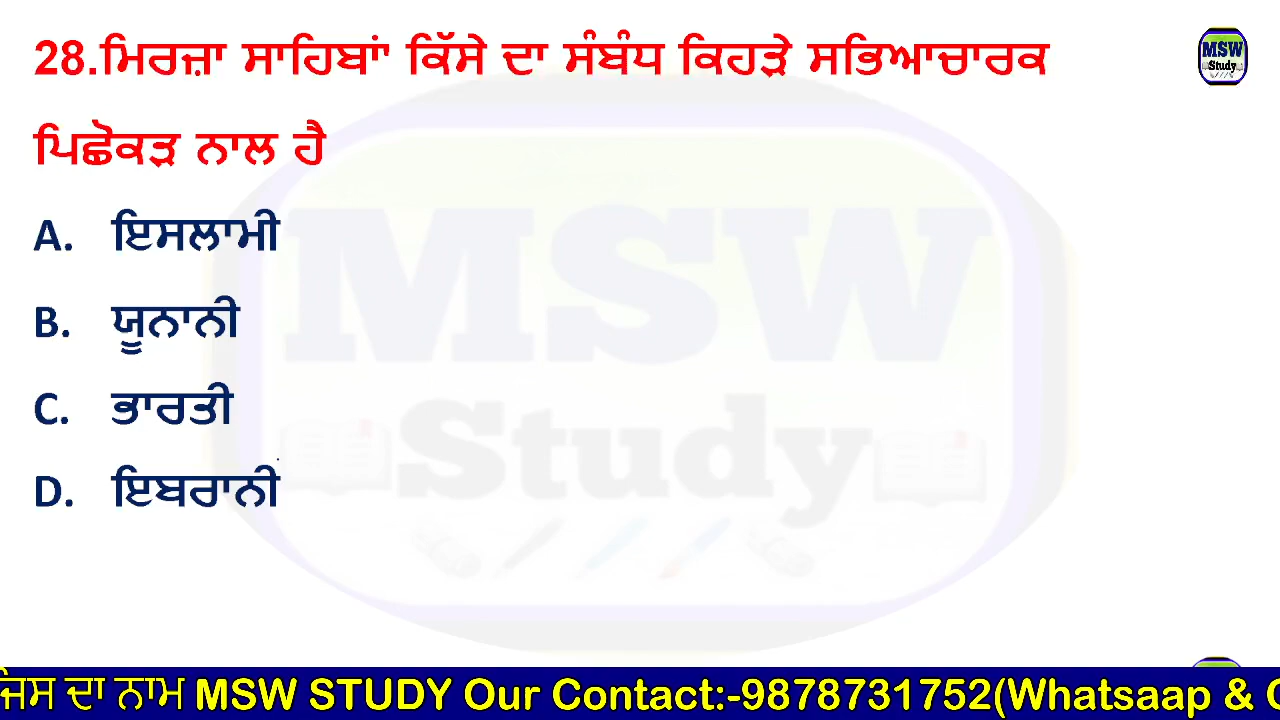 28.ਮਿਰਜ਼ਾ ਸਾਹਿਬਾਂ ਕਿੱਸੇ ਦਾ ਸੰਬੰਧ ਕਿਹੜੇ ਸਭਿਆਚਾਰਕ
ਪਿਛੋਕੜ ਨਾਲ ਹੈ
A. ਇਸਲਾਮੀ
B. ਯੂਨਾਨੀ
C. ਭਾਰਤੀ
D. ਇਬਰਾਨੀ
MSW
Study
MSW
Study
ਜਿਸ ਦਾ ਨਾਮ MSW STUDY Our Contact:-9878731752(Whatsaap &